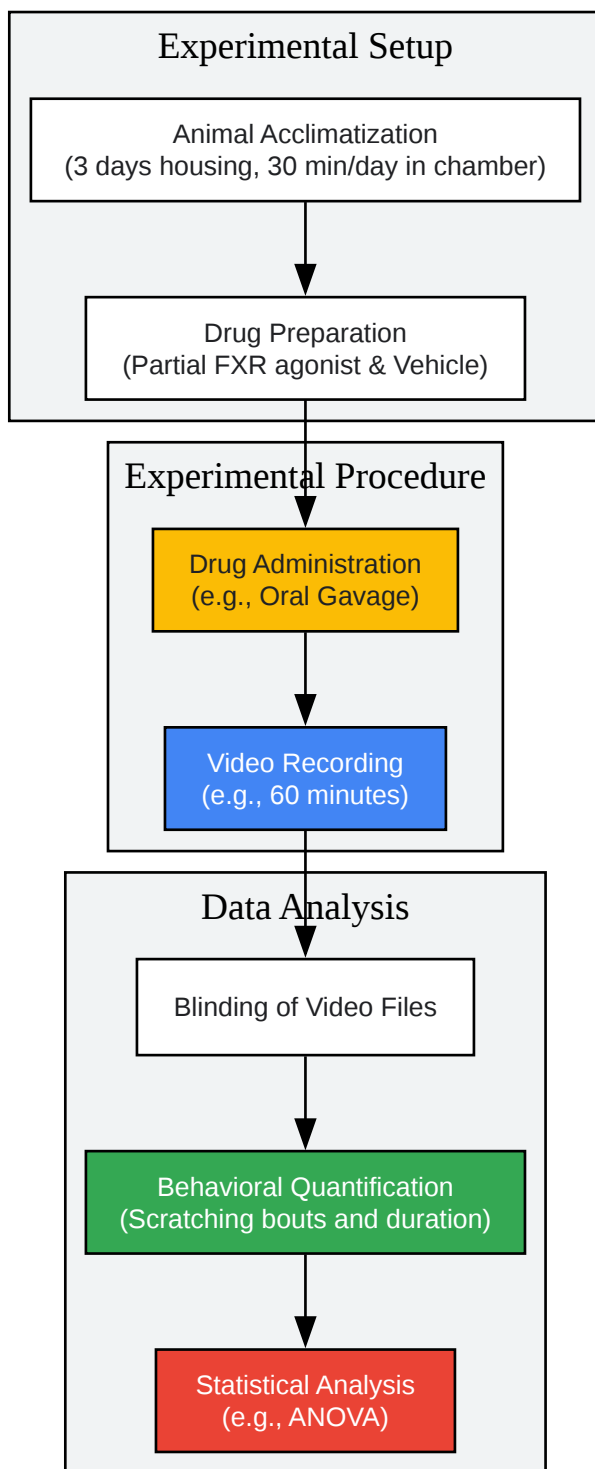 Experimental Setup
Animal Acclimatization
(3 days housing, 30 min/day in chamber)
Drug Preparation
(Partial FXR agonist & Vehicle)
Experimental Procedure
Drug Administration
(e.g., Oral Gavage)
Video Recording
(e.g., 60 minutes)
Data Analysis
Blinding of Video Files
Behavioral Quantification
(Scratching bouts and duration)
Statistical Analysis
(e.g., ANOVA)